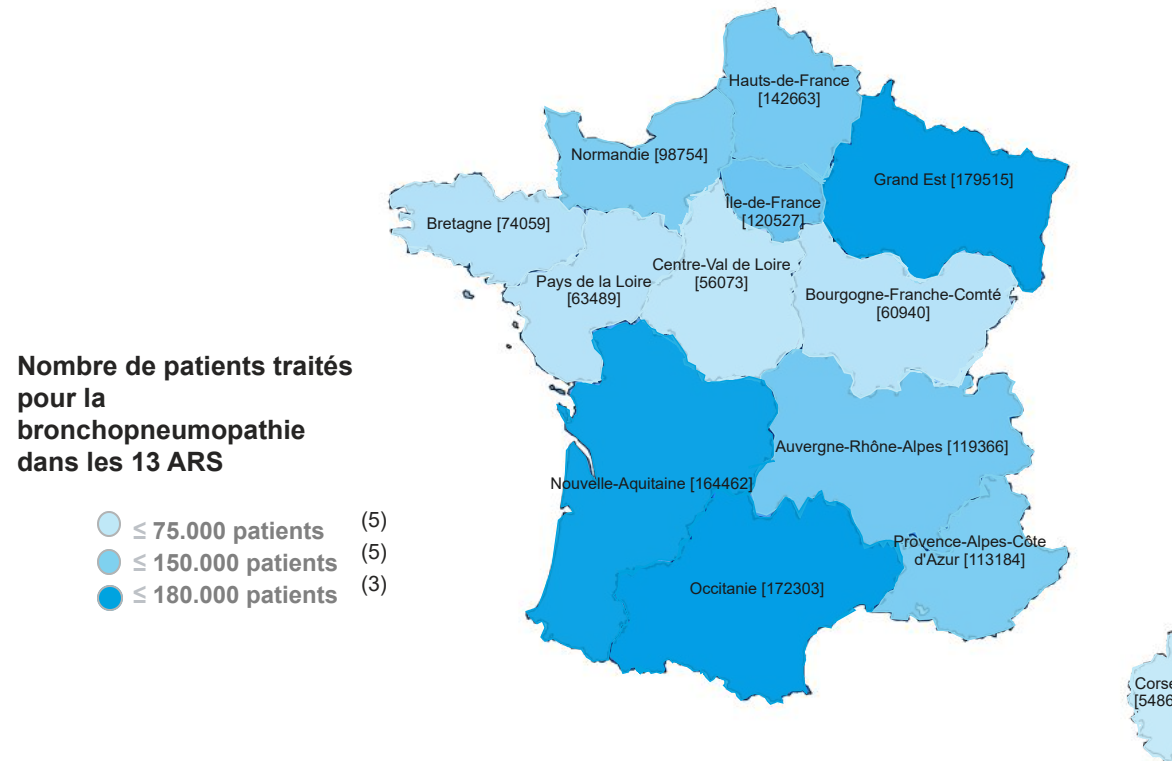 Hauts-de-France
[142663]
Normandie [98754]
Grand Est [179515]
Île-de-France
[120527]
Bretagne [74059]
Centre-Val de Loire
[56073]
Pays de la Loire
[63489]
Bourgogne-Franche-Comté
[60940]
Nombre de patients traités
pour la
bronchopneumopathie
dans les 13 ARS
≤ 75.000 patients (5)
≤ 150.000 patients (5)
≤ 180.000 patients (3)
Auvergne-Rhône-Alpes [119366]
Nouvelle-Aquitaine [164462]
Provence-Alpes-Côte
d'Azur [113184]
Occitanie [172303]
Corse
[5486